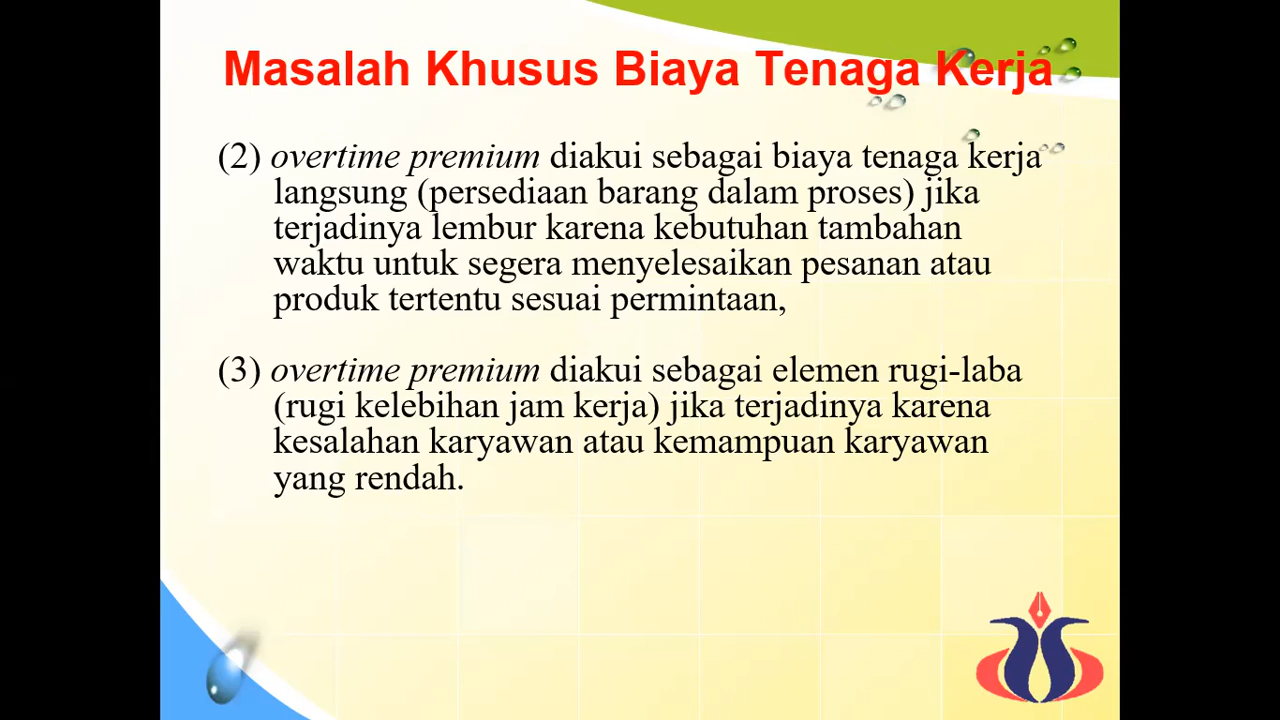 Masalah Khusus Biaya Tenaga Kerja
(2) overtime premium diakui sebagai biaya tenaga kerja
langsung (persediaan barang dalam proses) jika
terjadinya lembur karena kebutuhan tambahan
waktu untuk segera menyelesaikan pesanan atau
produk tertentu sesuai permintaan,
(3) overtime premium diakui sebagai elemen rugi-laba
(rugi kelebihan jam kerja) jika terjadinya karena
kesalahan karyawan atau kemampuan karyawan
yang rendah.